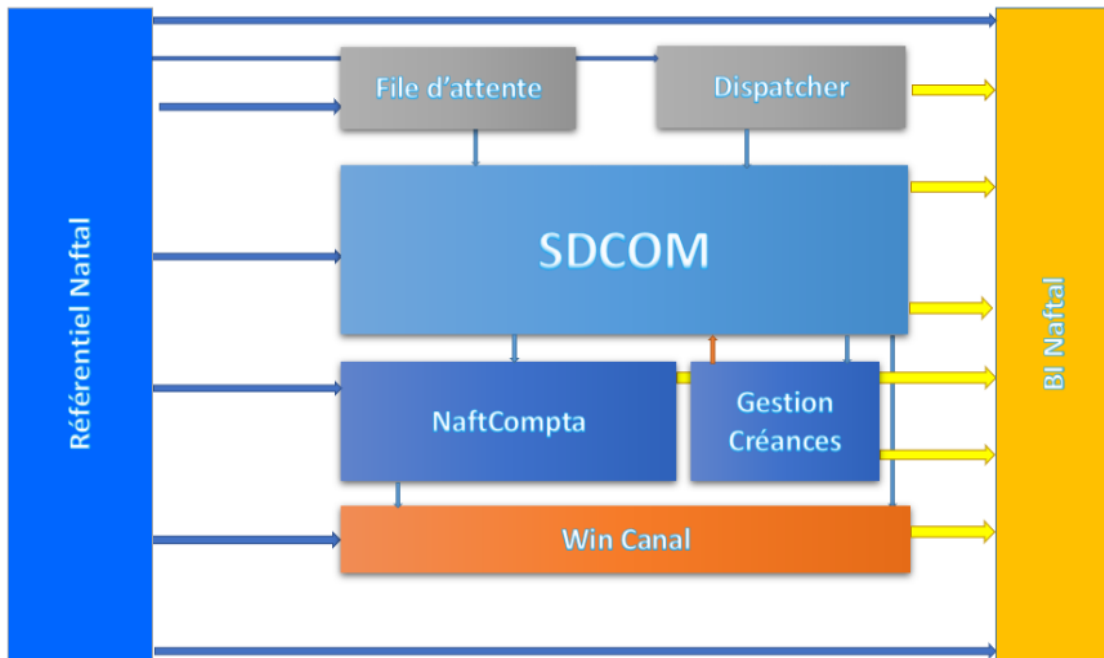 Référentiel Naftal
File d'attente
Dispatcher
SDCOM
NaftCompta
Gestion
Créances
Win Canal
BI Naftal